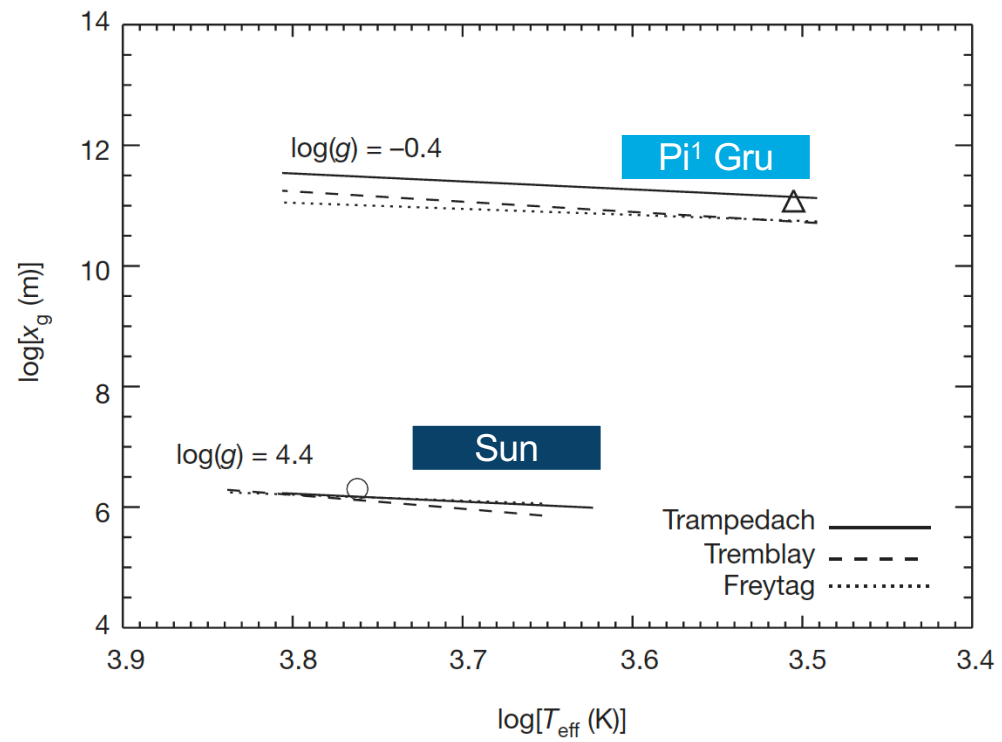 14
12
10
8
6
4
log[x_g (m)]
log(g) = –0.4
Pi¹ Gru
log(g) = 4.4
Sun
Trampedach
Tremblay
Freytag
3.9 3.8 3.7 3.6 3.5 3.4
log[T_eff (K)]